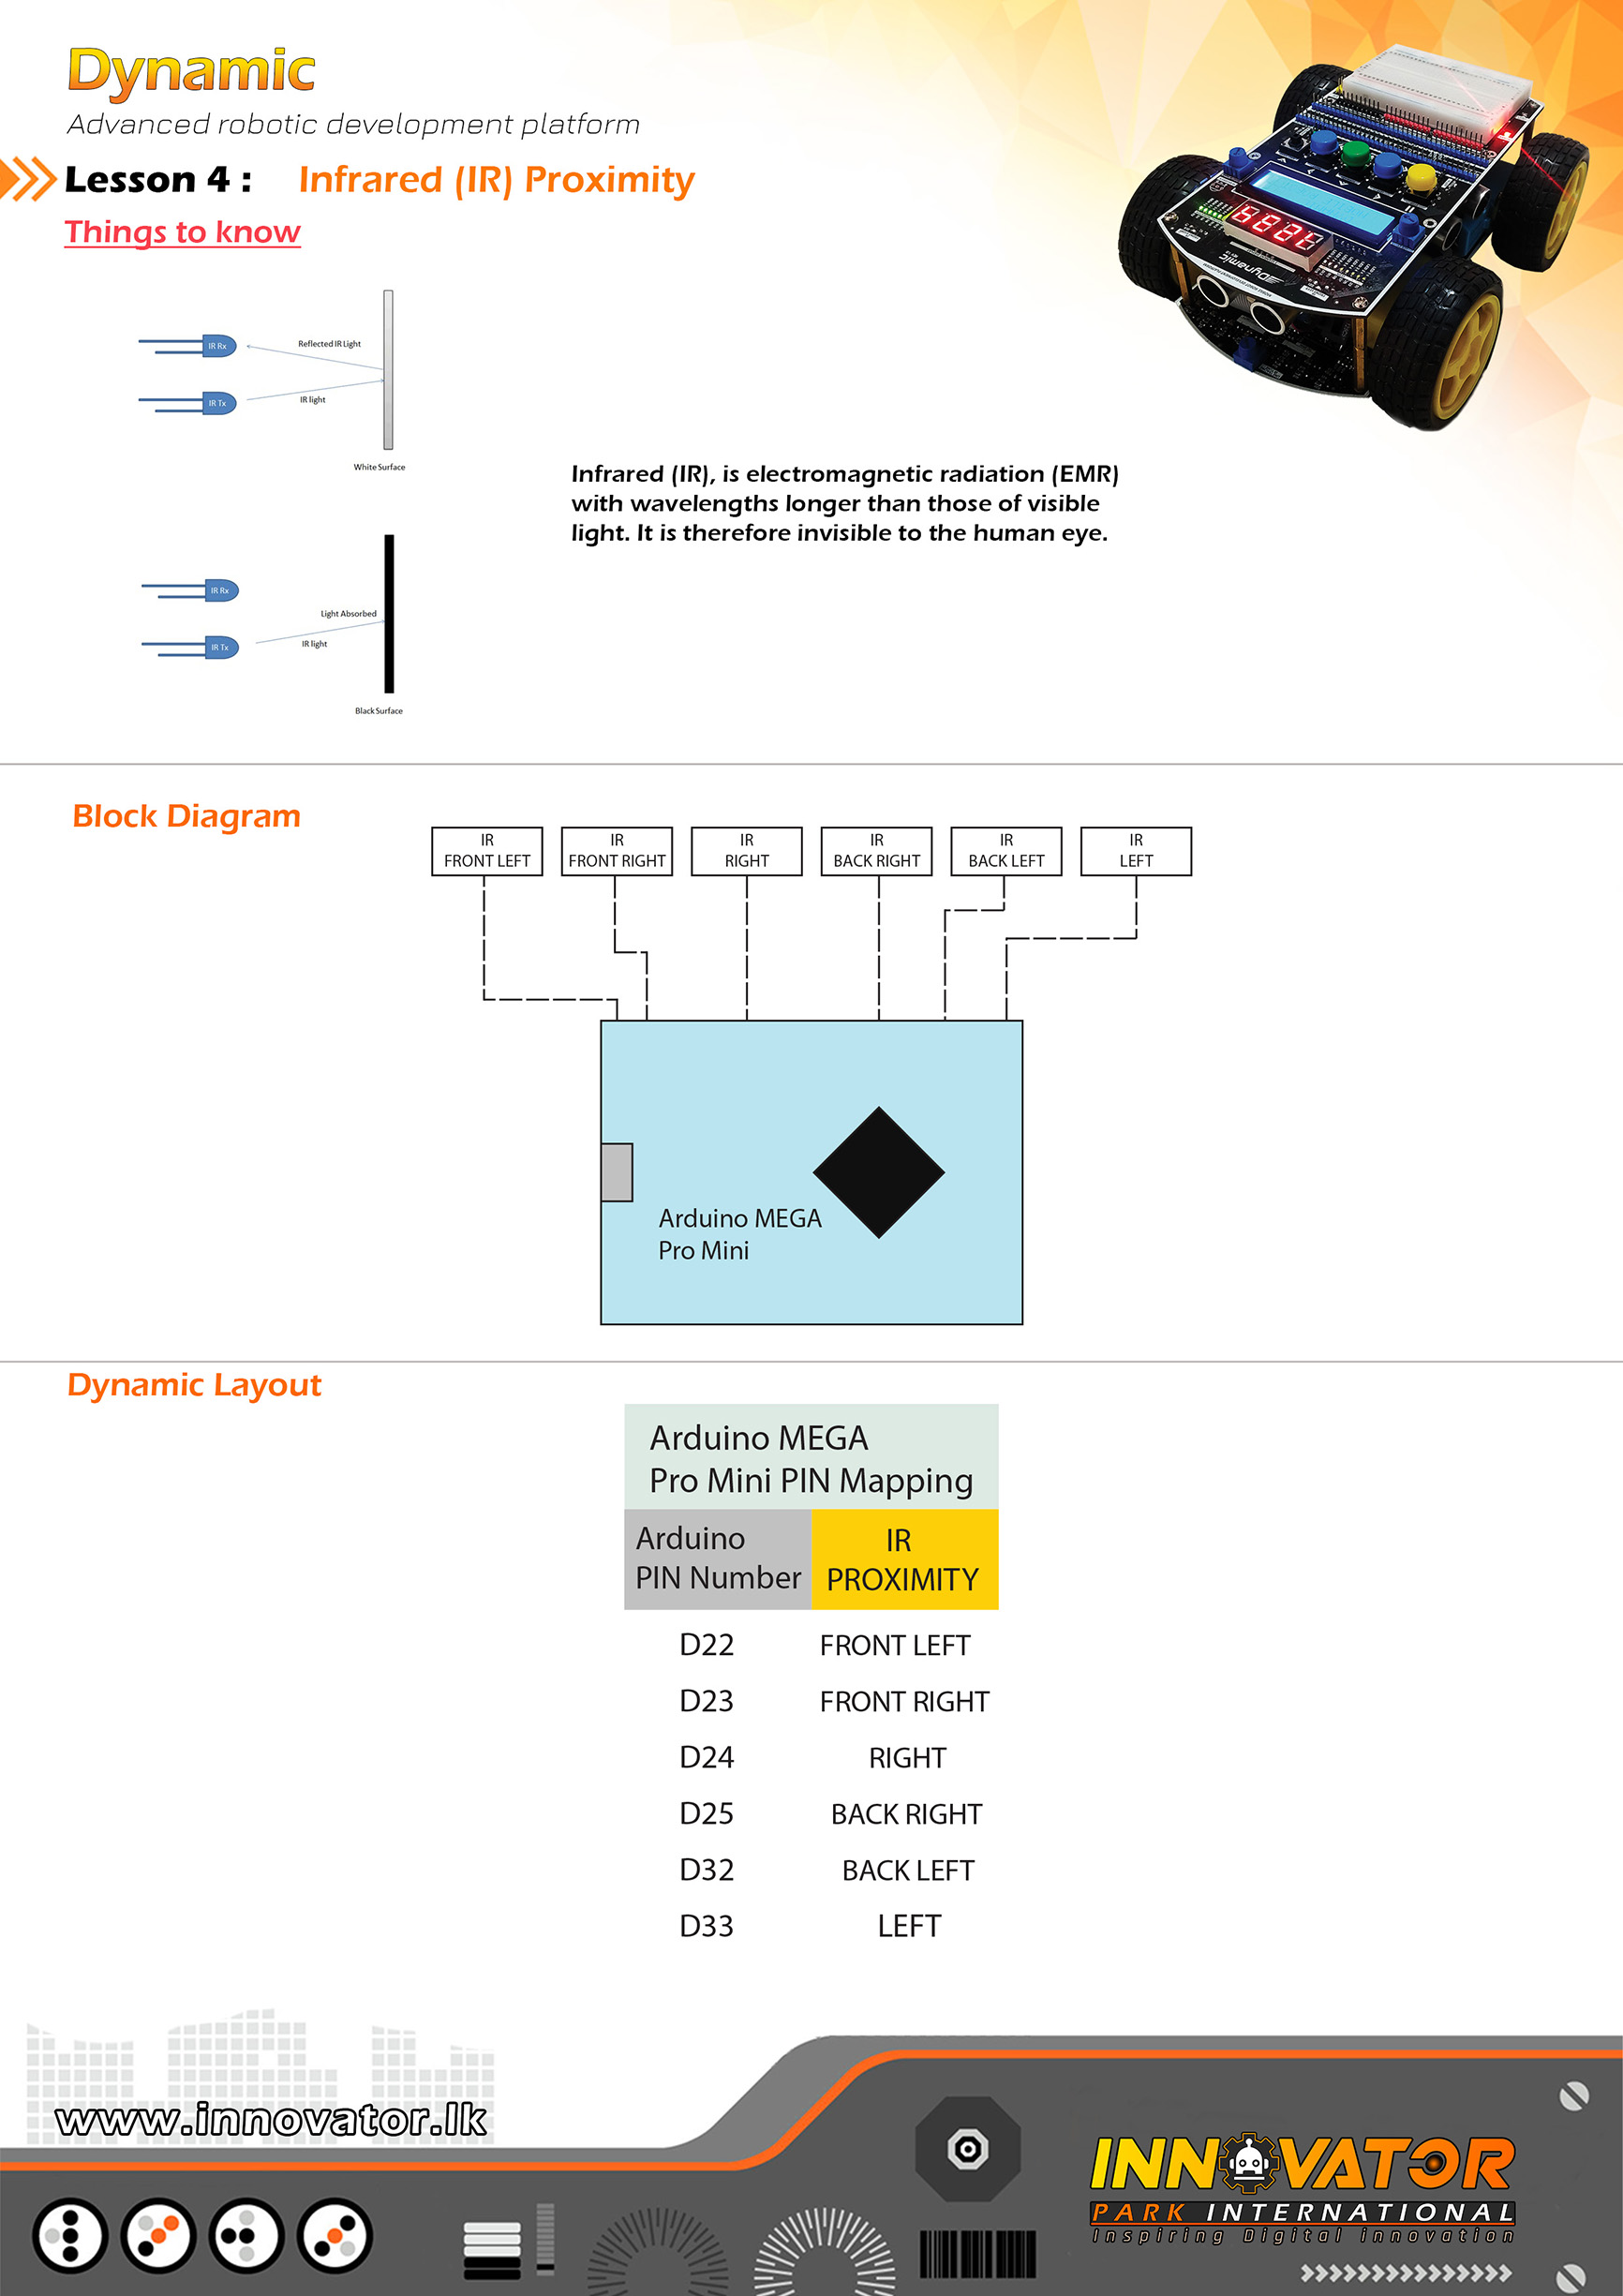 Dynamic
Advanced robotic development platform
Lesson 4 : Infrared (IR) Proximity
Things to know
IR Rx
Reflected IR Light
IR Tx
IR light
White Surface
Infrared (IR), is electromagnetic radiation (EMR)
with wavelengths longer than those of visible
light. It is therefore invisible to the human eye.
IR Rx
Light Absorbed
IR Tx
IR light
Black Surface
Block Diagram
IR
FRONT LEFT
IR
FRONT RIGHT
IR
RIGHT
IR
BACK RIGHT
IR
BACK LEFT
IR
LEFT
Arduino MEGA
Pro Mini
Dynamic Layout
Arduino MEGA
Pro Mini PIN Mapping
Arduino
PIN Number
IR
PROXIMITY
D22 FRONT LEFT
D23 FRONT RIGHT
D24 RIGHT
D25 BACK RIGHT
D32 BACK LEFT
D33 LEFT
www.innovator.lk
INNOVATOR
PARK INTERNATIONAL
Inspiring Digital innovation